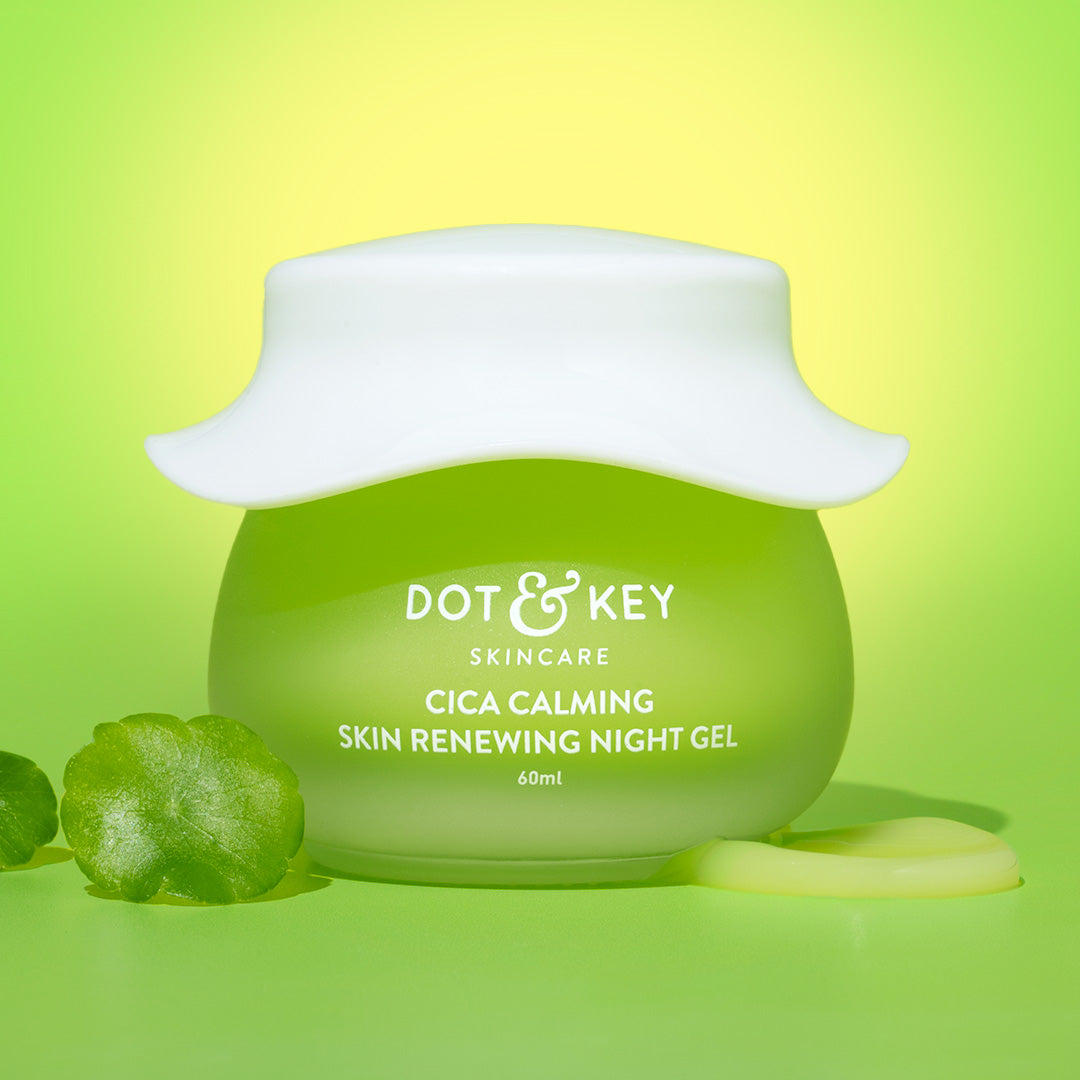 DOT & KEY
SKINCARE
CICA CALMING
SKIN RENEWING NIGHT GEL
60ml